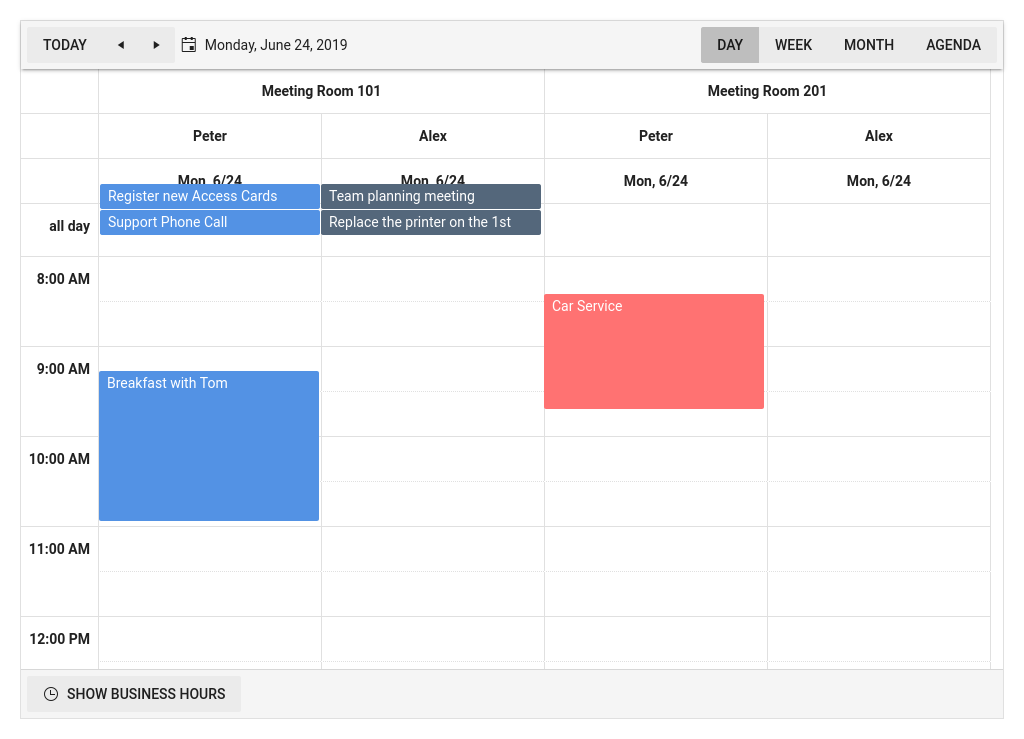 TODAY
Monday, June 24, 2019
DAY WEEK MONTH AGENDA
Meeting Room 101 Meeting Room 201
Peter Alex Peter Alex
Mon, 6/24 Mon, 6/24 Mon, 6/24 Mon, 6/24
Register new Access Cards Team planning meeting
all day Support Phone Call Replace the printer on the 1st
8:00 AM
Car Service
9:00 AM
Breakfast with Tom
10:00 AM
11:00 AM
12:00 PM
SHOW BUSINESS HOURS